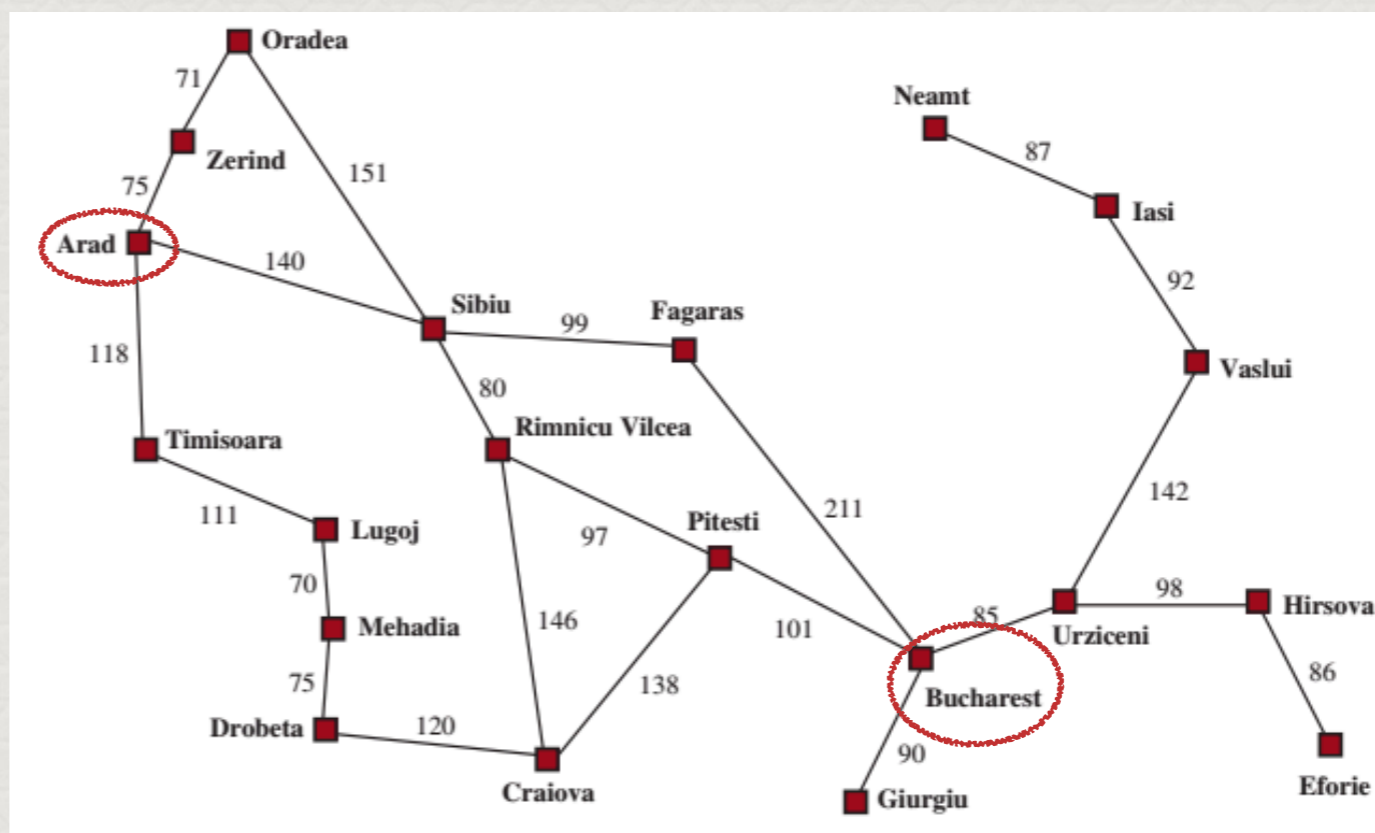 Oradea
71
Neamt
87
Zerind
151
75
Iasi
Arad
140
92
Sibiu
Fagaras
99
118
Vaslui
80
Timisoara
Rimnicu Vilcea
142
111
211
Pitesti
Lugoj
97
70
98
Hirsova
146
85
Mehadia
101
Urziceni
86
75
138
Bucharest
Drobeta
120
90
Craiova
Giurgiu
Eforie